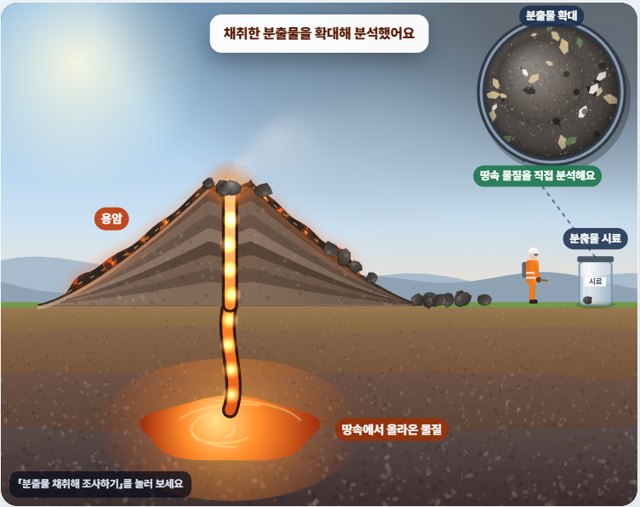 채취한 분출물을 확대해 분석했어요
분출물 확대
땅속 물질을 직접 분석해요
용암
분출물 시료
시료
땅속에서 올라온 물질
『분출물 채취해 조사하기』를 눌러 보세요